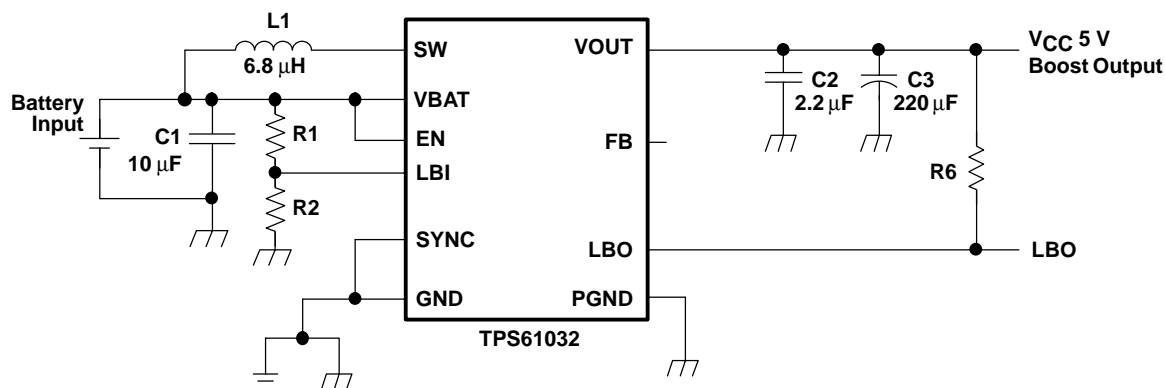 L1
6.8 µH
SW
VOUT
VCC 5 V
Boost Output
C2
2.2 µF
C3
220 µF
Battery
Input
VBAT
C1
10 µF
R1
EN
FB
LBI
R6
R2
SYNC
LBO
LBO
GND
PGND
TPS61032